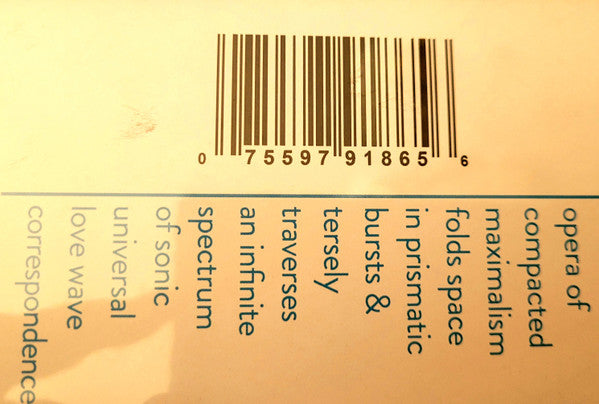 0 75597 91865 6
opera of
compacted
maximalism
folds space
in prismatic
bursts &
tersely
traverses
an infinite
spectrum
of sonic
universal
love wave
correspondence